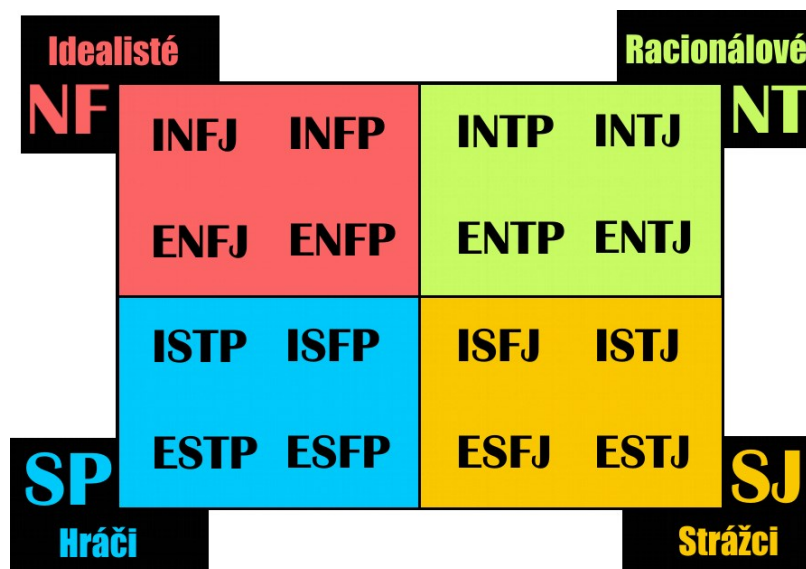 Idealisté
NF
Racionálové
NT
INFJ INFP
ENFJ ENFP
INTP INTJ
ENTP ENTJ
ISTP ISFP
ESTP ESFP
ISFJ ISTJ
ESFJ ESTJ
SP
Hráči
SJ
Strážci